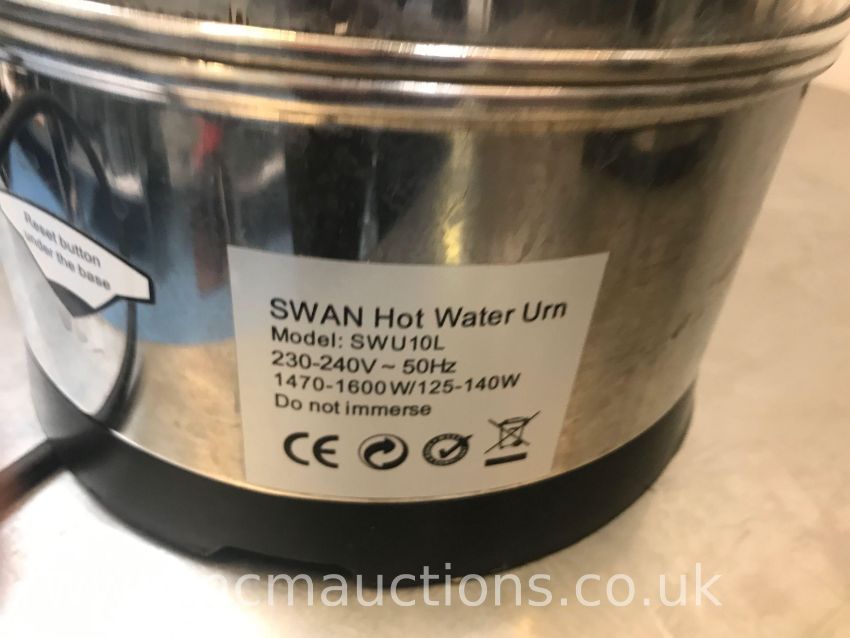 Reset button
under the base
SWAN Hot Water Urn
Model: SWU10L
230-240V ~ 50Hz
1470-1600W/125-140W
Do not immerse
CE
cmauctions.co.uk